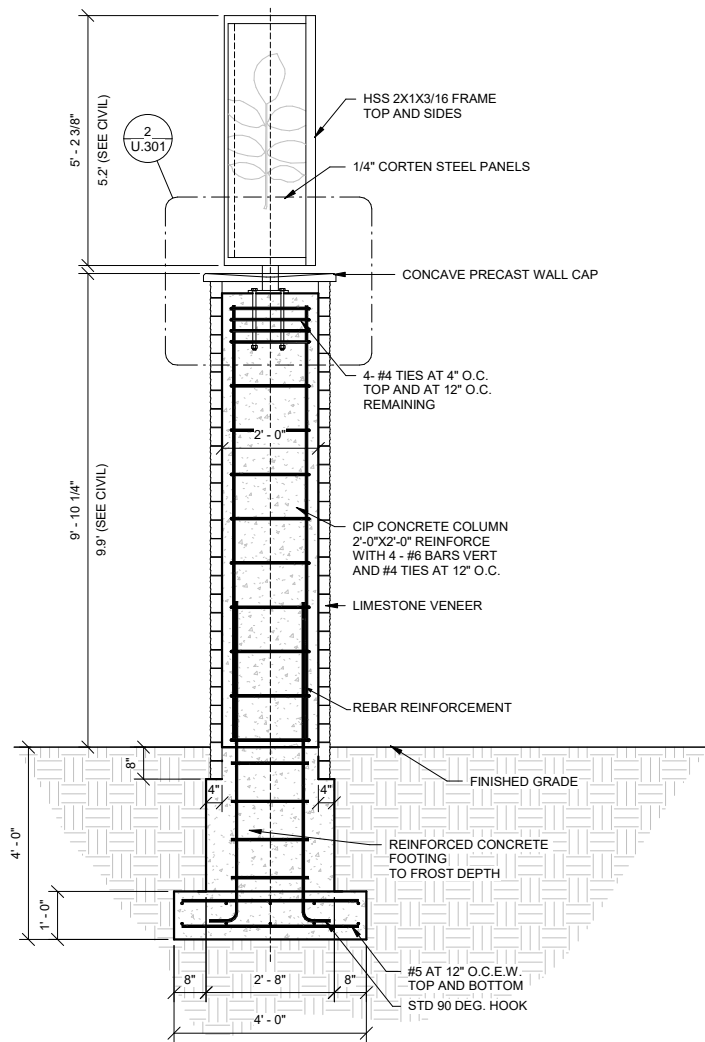 5' - 2 3/8"
5.2' (SEE CIVIL)
2
U.301
HSS 2X1X3/16 FRAME
TOP AND SIDES
1/4" CORTEN STEEL PANELS
CONCAVE PRECAST WALL CAP
4- #4 TIES AT 4" O.C.
TOP AND AT 12" O.C.
REMAINING
2' - 0"
9' - 10 1/4"
9.9' (SEE CIVIL)
CIP CONCRETE COLUMN
2'-0"X2'-0" REINFORCE
WITH 4 - #6 BARS VERT
AND #4 TIES AT 12" O.C.
LIMESTONE VENEER
REBAR REINFORCEMENT
FINISHED GRADE
8"
4"
4"
4' - 0"
REINFORCED CONCRETE
FOOTING
TO FROST DEPTH
1' - 0"
#5 AT 12" O.C.E.W.
TOP AND BOTTOM
STD 90 DEG. HOOK
8"
2' - 8"
8"
4' - 0"